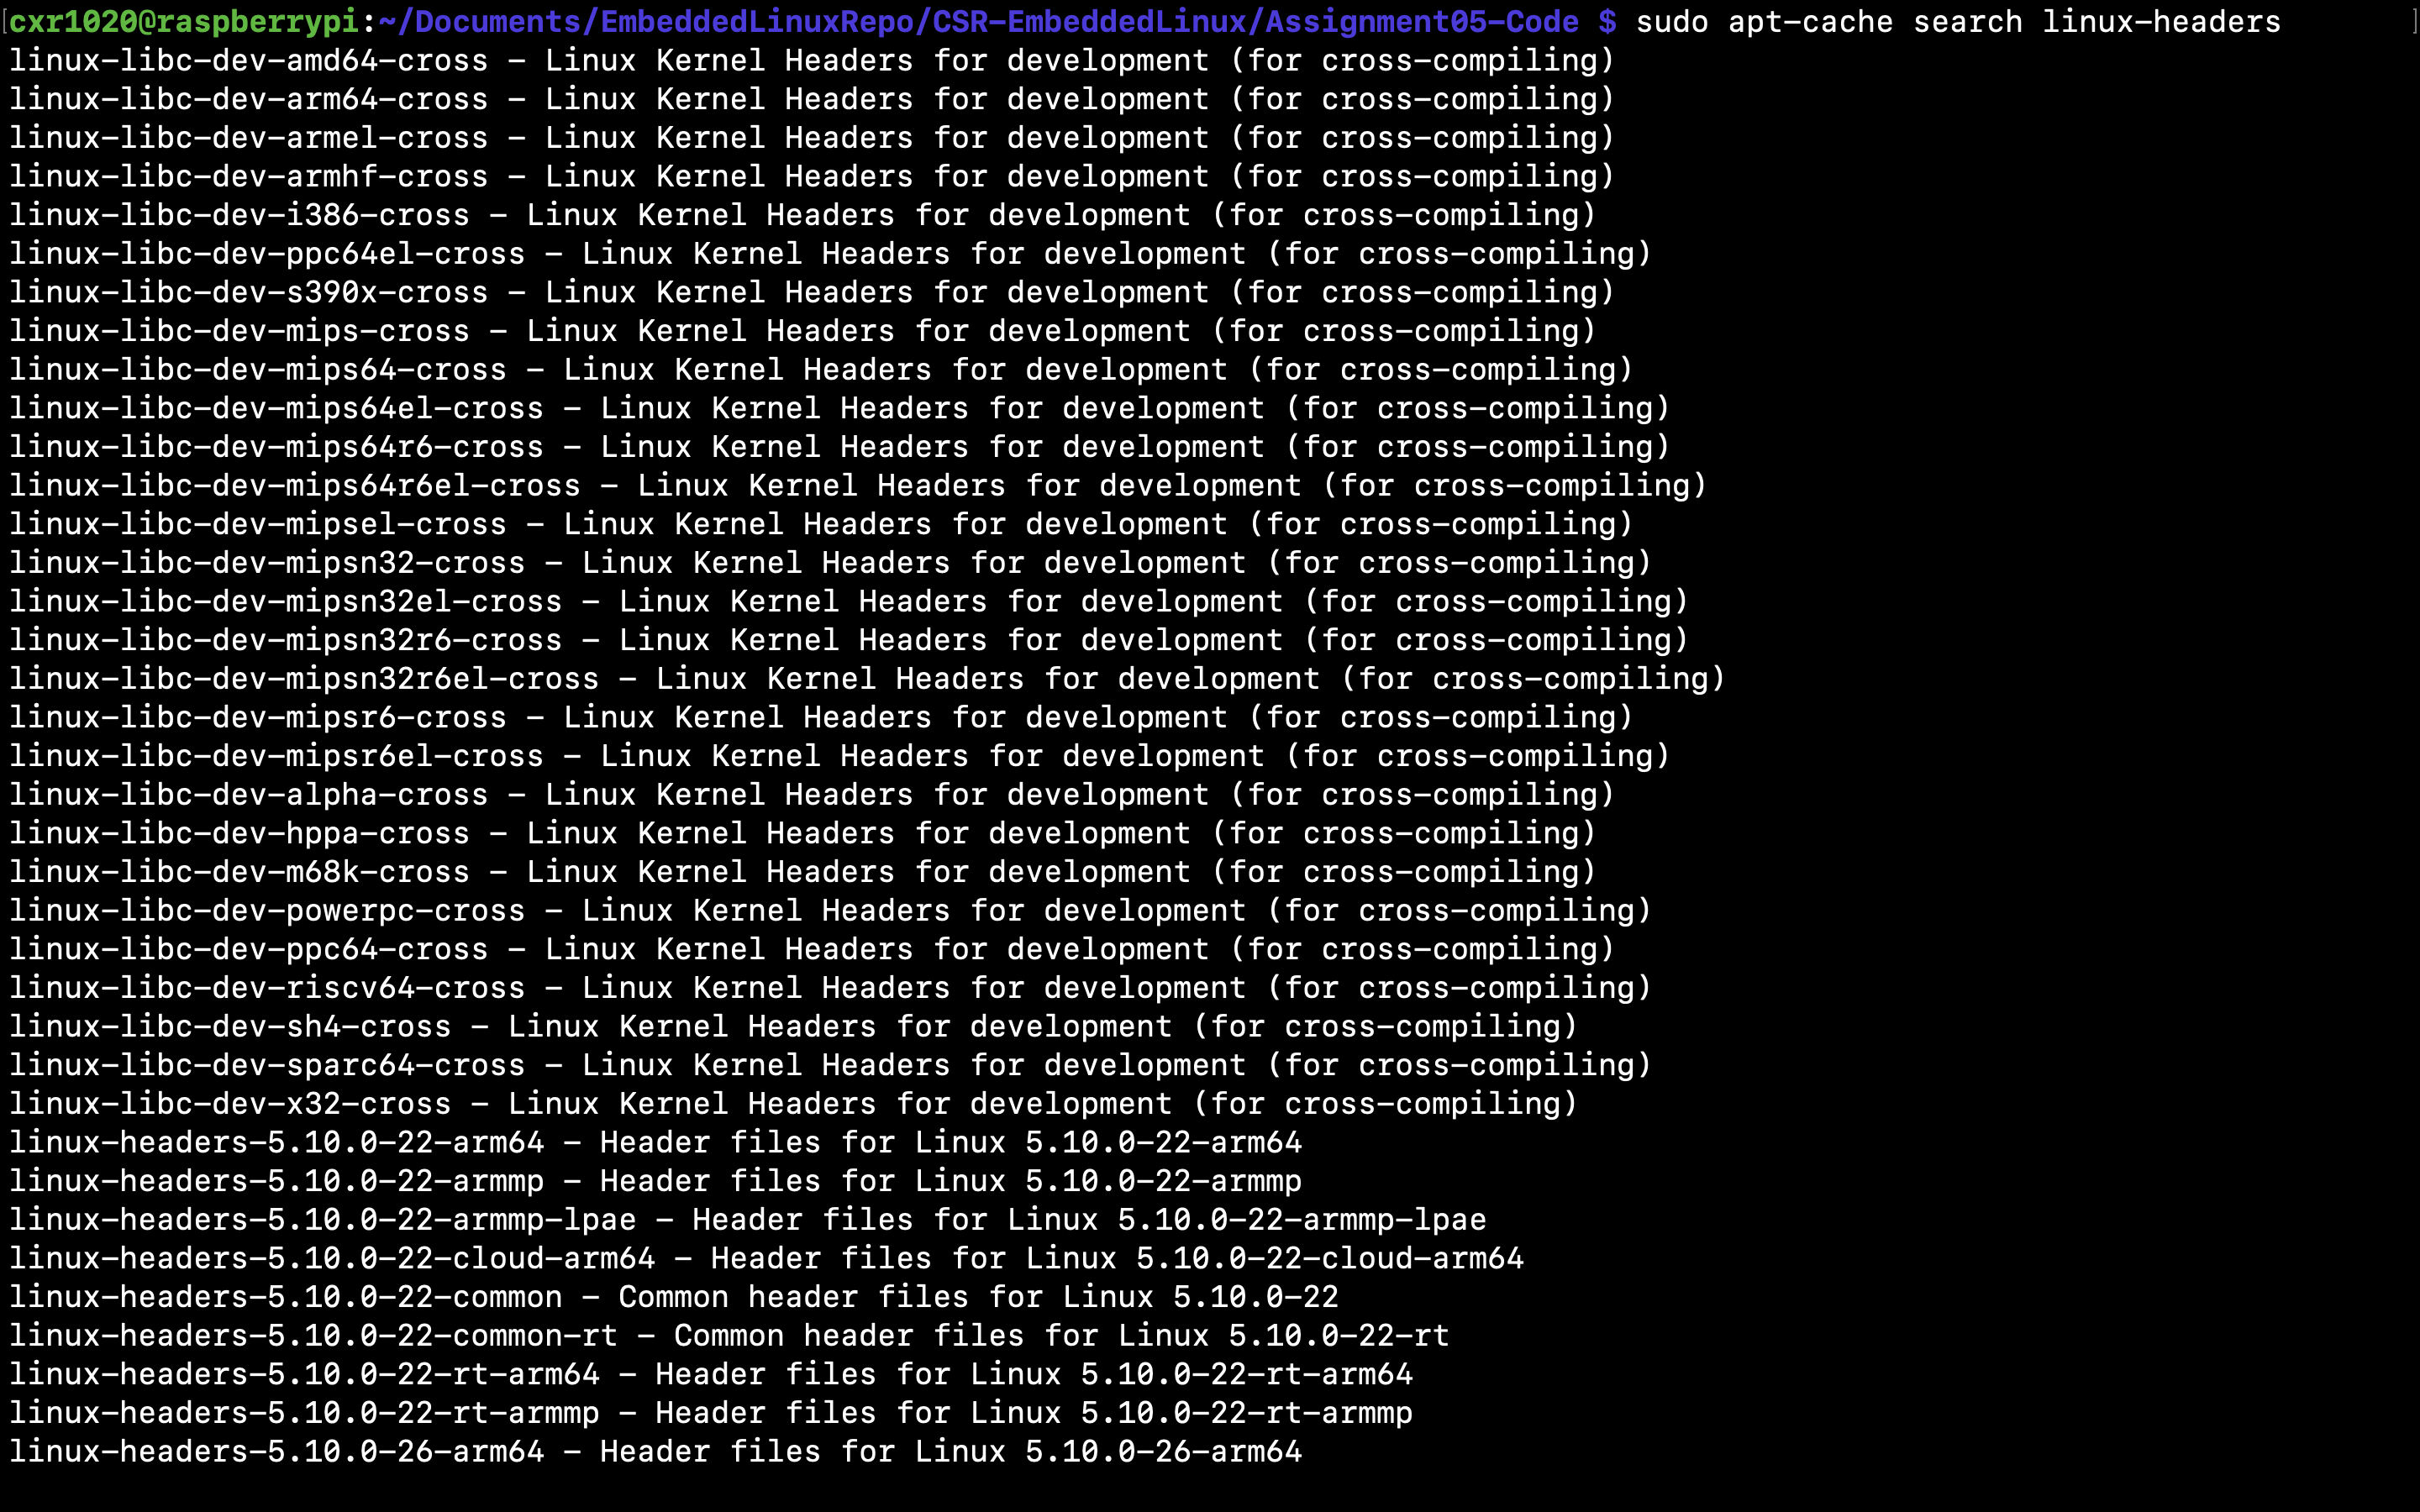 cxr1020@raspberrypi:~/Documents/EmbeddedLinuxRepo/CSR-EmbeddedLinux/Assignment05-Code $ sudo apt-cache search linux-headers
linux-libc-dev-amd64-cross - Linux Kernel Headers for development (for cross-compiling)
linux-libc-dev-arm64-cross - Linux Kernel Headers for development (for cross-compiling)
linux-libc-dev-armel-cross - Linux Kernel Headers for development (for cross-compiling)
linux-libc-dev-armhf-cross - Linux Kernel Headers for development (for cross-compiling)
linux-libc-dev-i386-cross - Linux Kernel Headers for development (for cross-compiling)
linux-libc-dev-ppc64el-cross - Linux Kernel Headers for development (for cross-compiling)
linux-libc-dev-s390x-cross - Linux Kernel Headers for development (for cross-compiling)
linux-libc-dev-mips-cross - Linux Kernel Headers for development (for cross-compiling)
linux-libc-dev-mips64-cross - Linux Kernel Headers for development (for cross-compiling)
linux-libc-dev-mips64el-cross - Linux Kernel Headers for development (for cross-compiling)
linux-libc-dev-mips64r6-cross - Linux Kernel Headers for development (for cross-compiling)
linux-libc-dev-mips64r6el-cross - Linux Kernel Headers for development (for cross-compiling)
linux-libc-dev-mipsel-cross - Linux Kernel Headers for development (for cross-compiling)
linux-libc-dev-mipsn32-cross - Linux Kernel Headers for development (for cross-compiling)
linux-libc-dev-mipsn32el-cross - Linux Kernel Headers for development (for cross-compiling)
linux-libc-dev-mipsn32r6-cross - Linux Kernel Headers for development (for cross-compiling)
linux-libc-dev-mipsn32r6el-cross - Linux Kernel Headers for development (for cross-compiling)
linux-libc-dev-mipsr6-cross - Linux Kernel Headers for development (for cross-compiling)
linux-libc-dev-mipsr6el-cross - Linux Kernel Headers for development (for cross-compiling)
linux-libc-dev-alpha-cross - Linux Kernel Headers for development (for cross-compiling)
linux-libc-dev-hppa-cross - Linux Kernel Headers for development (for cross-compiling)
linux-libc-dev-m68k-cross - Linux Kernel Headers for development (for cross-compiling)
linux-libc-dev-powerpc-cross - Linux Kernel Headers for development (for cross-compiling)
linux-libc-dev-ppc64-cross - Linux Kernel Headers for development (for cross-compiling)
linux-libc-dev-riscv64-cross - Linux Kernel Headers for development (for cross-compiling)
linux-libc-dev-sh4-cross - Linux Kernel Headers for development (for cross-compiling)
linux-libc-dev-sparc64-cross - Linux Kernel Headers for development (for cross-compiling)
linux-libc-dev-x32-cross - Linux Kernel Headers for development (for cross-compiling)
linux-headers-5.10.0-22-arm64 - Header files for Linux 5.10.0-22-arm64
linux-headers-5.10.0-22-armmp - Header files for Linux 5.10.0-22-armmp
linux-headers-5.10.0-22-armmp-lpae - Header files for Linux 5.10.0-22-armmp-lpae
linux-headers-5.10.0-22-cloud-arm64 - Header files for Linux 5.10.0-22-cloud-arm64
linux-headers-5.10.0-22-common - Common header files for Linux 5.10.0-22
linux-headers-5.10.0-22-common-rt - Common header files for Linux 5.10.0-22-rt
linux-headers-5.10.0-22-rt-arm64 - Header files for Linux 5.10.0-22-rt-arm64
linux-headers-5.10.0-22-rt-armmp - Header files for Linux 5.10.0-22-rt-armmp
linux-headers-5.10.0-26-arm64 - Header files for Linux 5.10.0-26-arm64